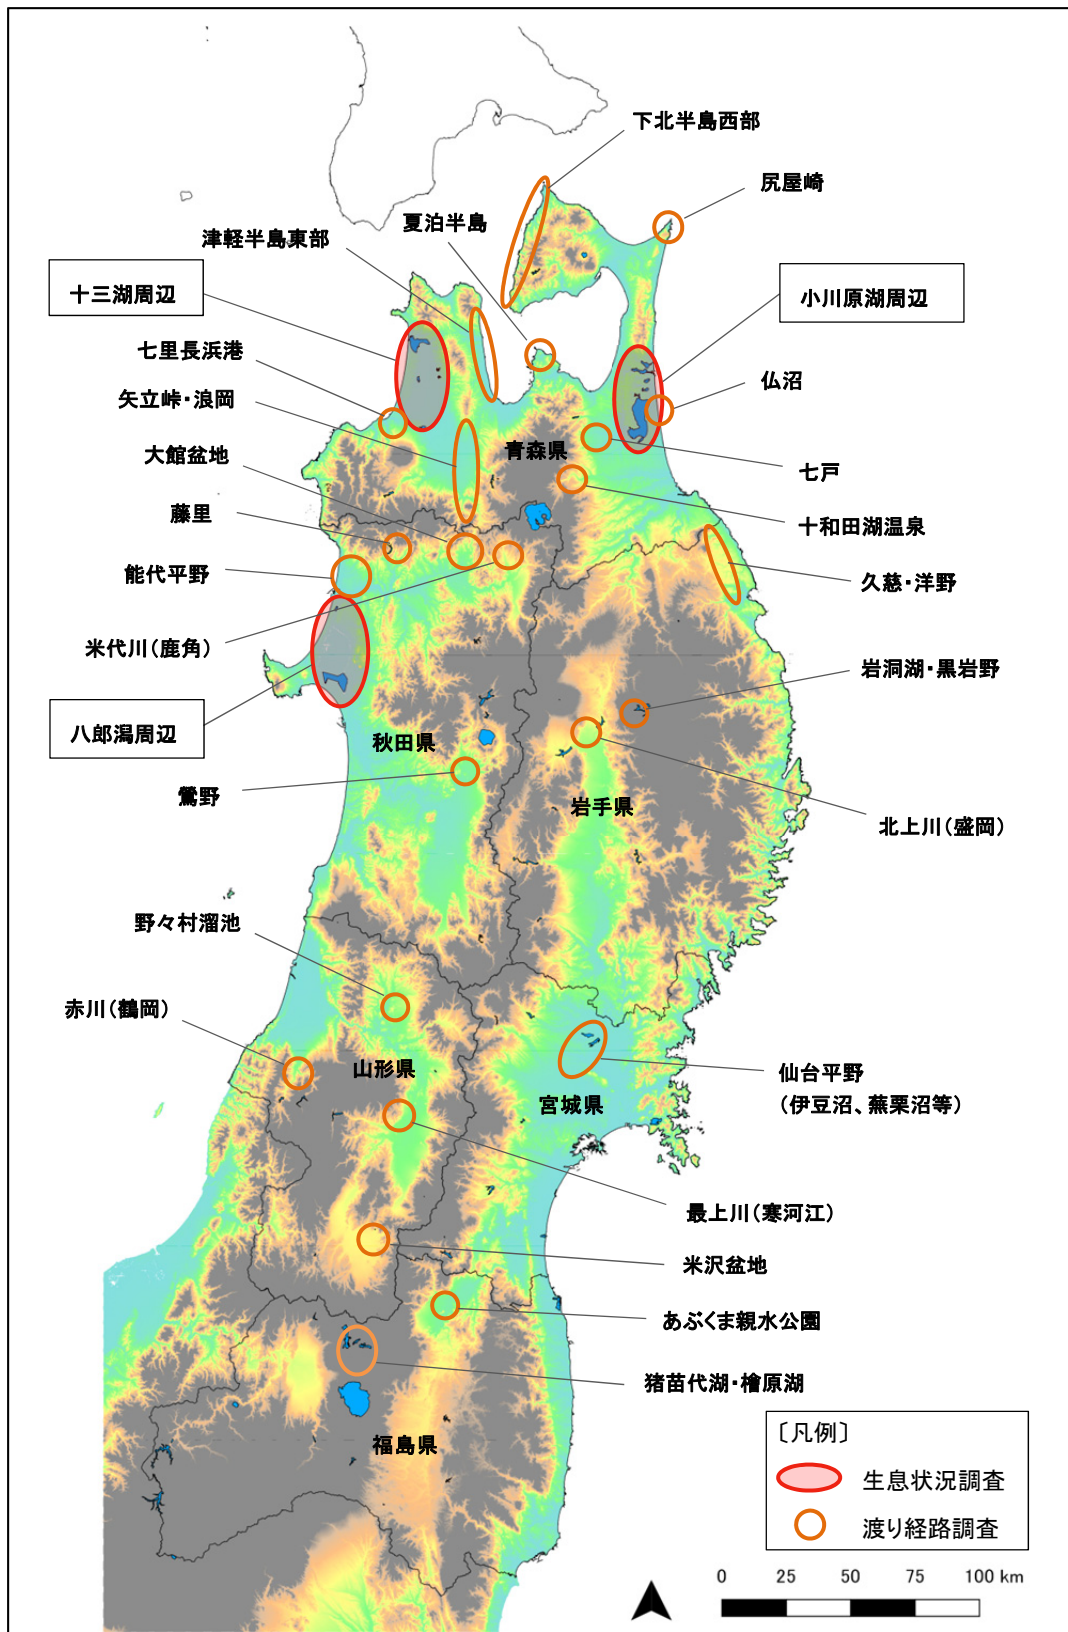 下北半島西部
尻屋崎
夏泊半島
津軽半島東部
十三湖周辺
小川原湖周辺
七里長浜港
仏沼
矢立峠・浪岡
青森県
大館盆地
七戸
藤里
十和田湖温泉
能代平野
久慈・洋野
米代川(鹿角)
岩洞湖・黒岩野
八郎潟周辺
秋田県
鶯野
岩手県
北上川(盛岡)
野々村溜池
赤川(鶴岡)
山形県
仙台平野
(伊豆沼、蕪栗沼等)
宮城県
最上川(寒河江)
米沢盆地
あぶくま親水公園
猪苗代湖・檜原湖
福島県
〔凡例〕
生息状況調査
渡り経路調査
0 25 50 75 100 km